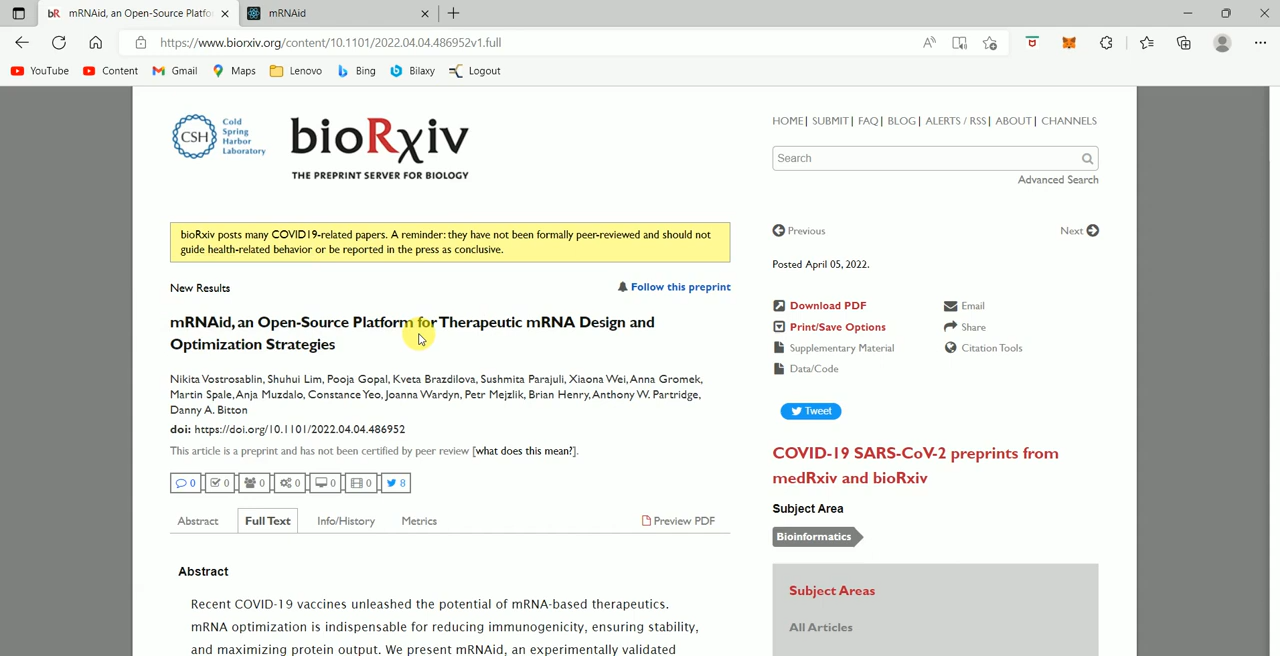 mRNAid, an Open-Source Platfo
mRNAid
https://www.biorxiv.org/content/10.1101/2022.04.04.486952v1.full
YouTube
Content
Gmail
Maps
Lenovo
Bing
Bilaxy
Logout
CSH
Cold
Spring
Harbor
Laboratory
bioRxiv
THE PREPRINT SERVER FOR BIOLOGY
HOME| SUBMIT| FAQ| BLOG| ALERTS / RSS| ABOUT| CHANNELS
Search
Advanced Search
bioRxiv posts many COVID19-related papers. A reminder: they have not been formally peer-reviewed and should not
guide health-related behavior or be reported in the press as conclusive.
Previous
Next
Posted April 05, 2022.
New Results
Follow this preprint
mRNAid, an Open-Source Platform for Therapeutic mRNA Design and
Optimization Strategies
Nikita Vostrosablin, Shuhui Lim, Pooja Gopal, Kveta Brazdilova, Sushmita Parajuli, Xiaona Wei, Anna Gromek,
Martin Spale, Anja Muzdalo, Constance Yeo, Joanna Wardyn, Petr Mejzlik, Brian Henry, Anthony W. Partridge,
Danny A. Bitton
doi: https://doi.org/10.1101/2022.04.04.486952
This article is a preprint and has not been certified by peer review [what does this mean?].
0 0 0 0 0 0 8
Abstract
Full Text
Info/History
Metrics
Preview PDF
Abstract
Recent COVID-19 vaccines unleashed the potential of mRNA-based therapeutics.
mRNA optimization is indispensable for reducing immunogenicity, ensuring stability,
and maximizing protein output. We present mRNAid, an experimentally validated
Download PDF
Email
Print/Save Options
Share
Supplementary Material
Citation Tools
Data/Code
Tweet
COVID-19 SARS-CoV-2 preprints from
medRxiv and bioRxiv
Subject Area
Bioinformatics
Subject Areas
All Articles